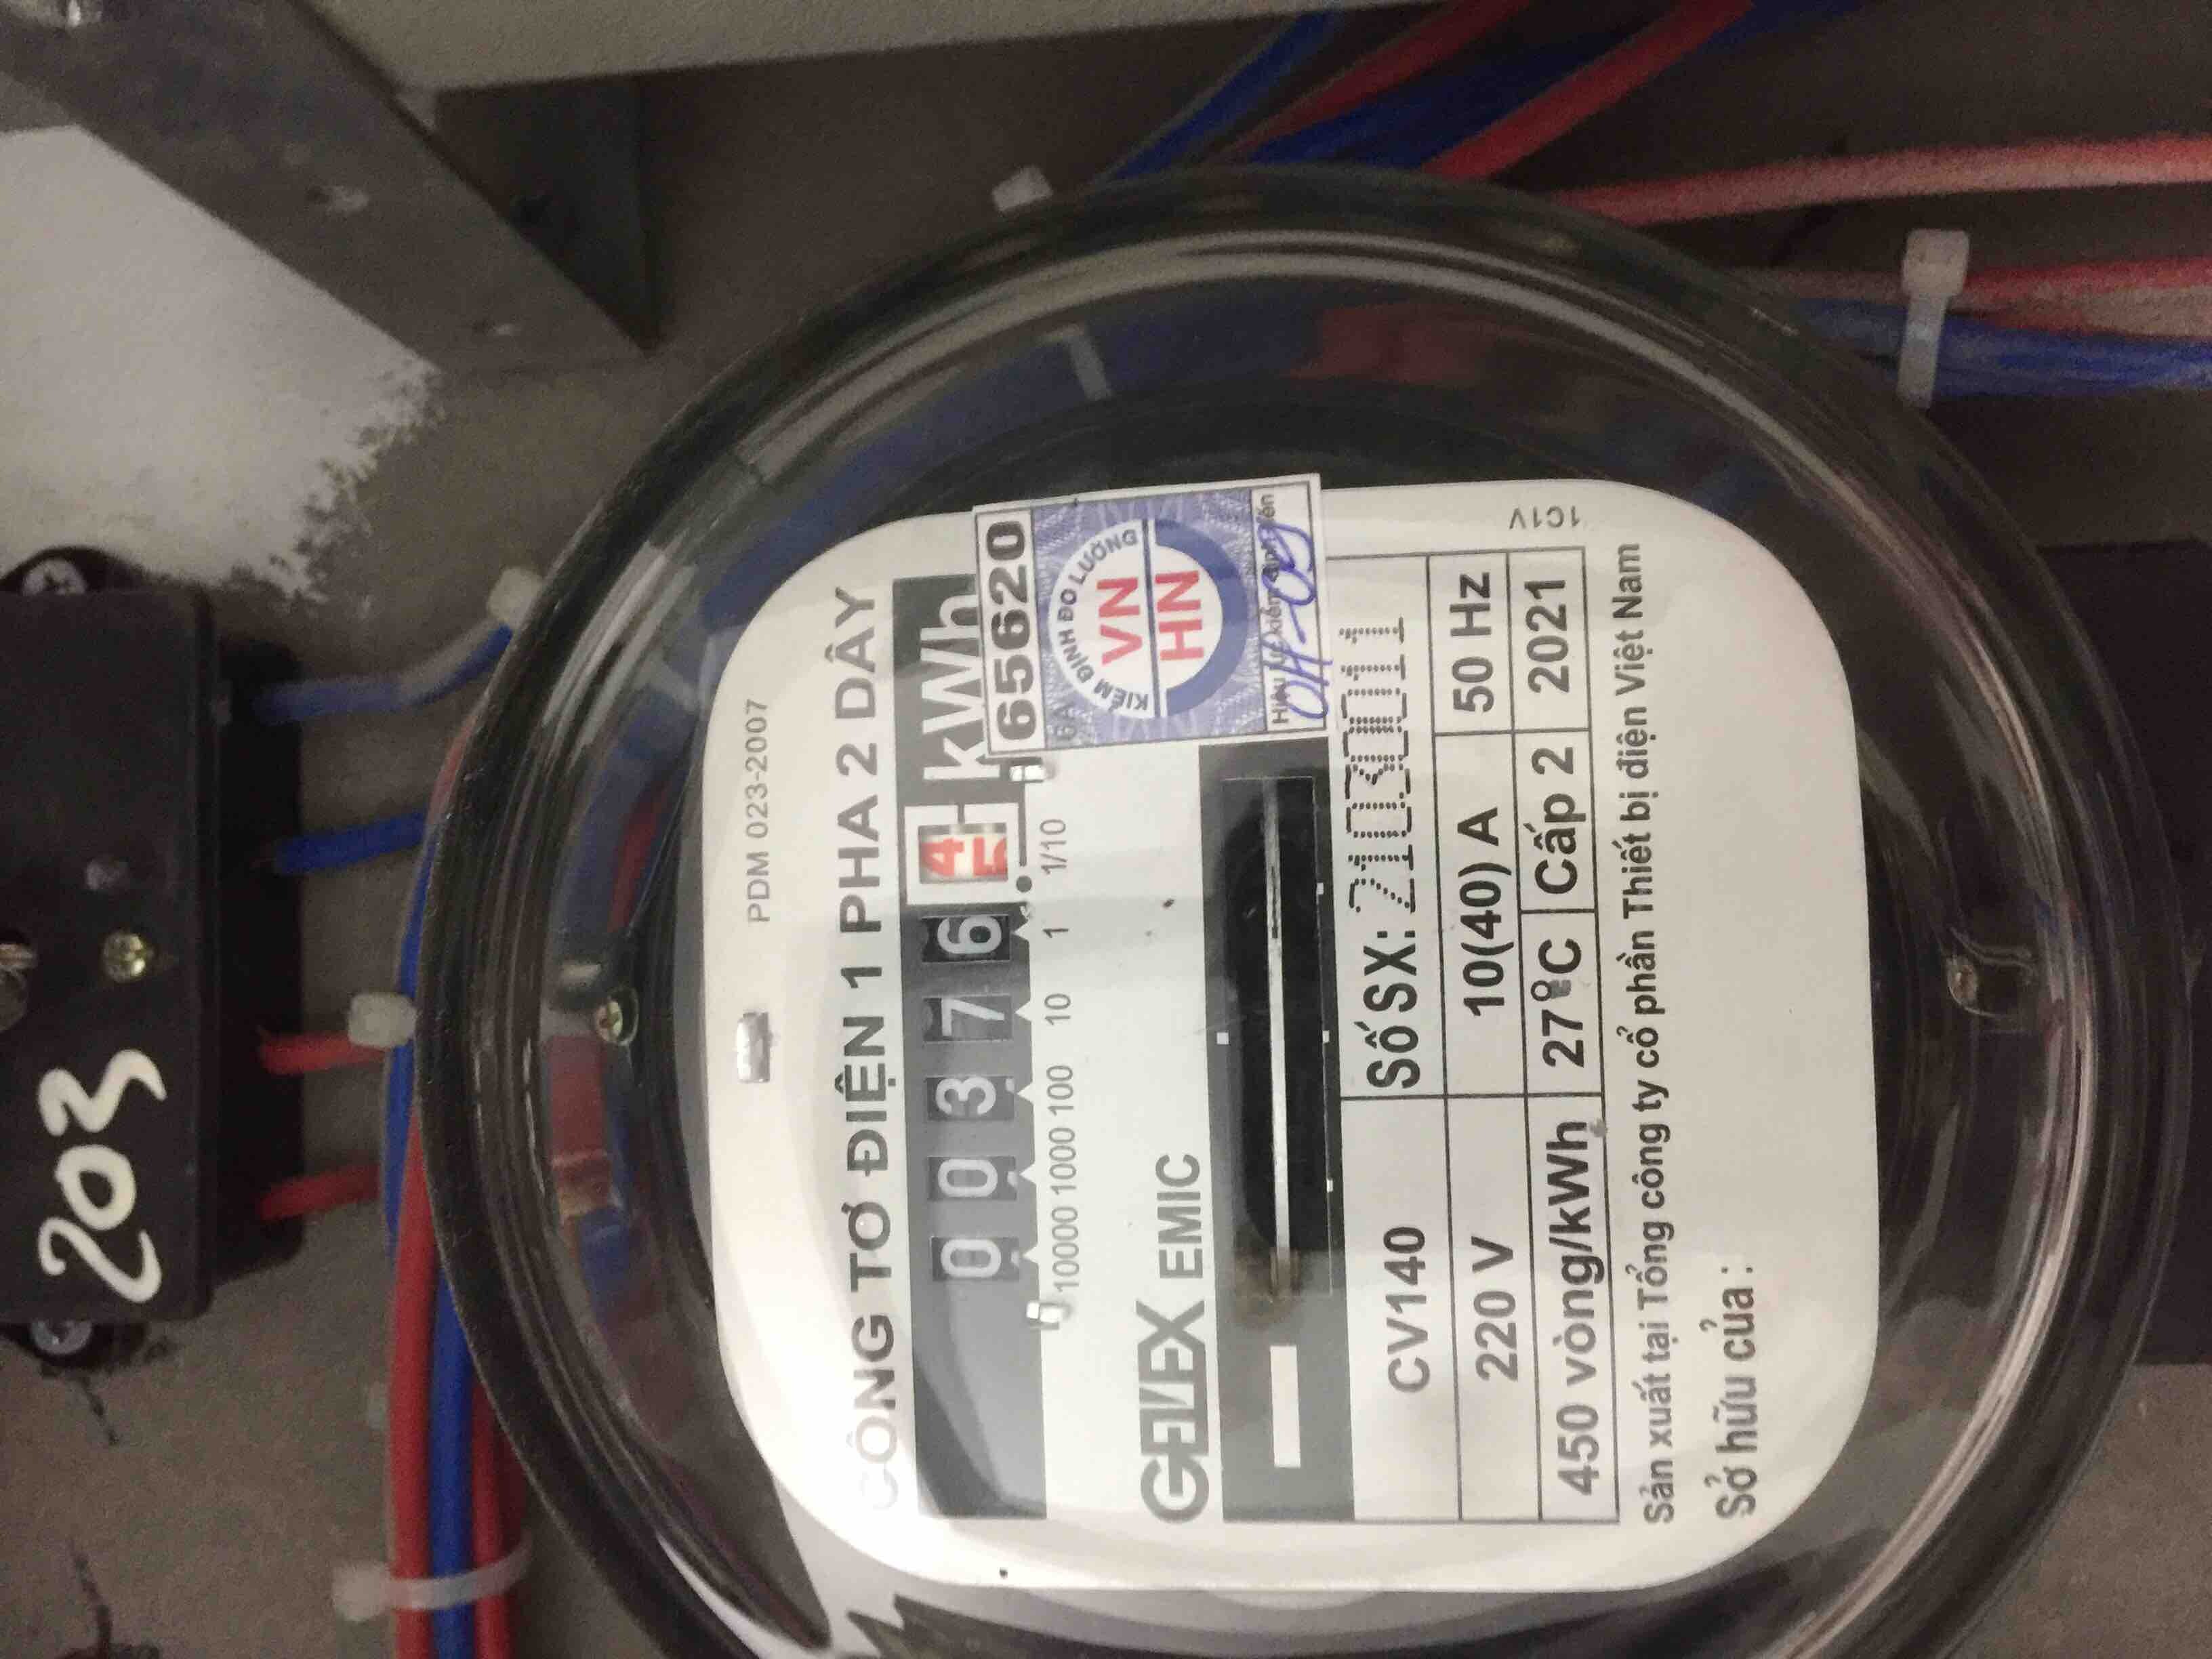 203
PDM 023-2007
CÔNG TƠ ĐIỆN 1 PHA 2 DÂY
0 0 3 7 6 4 5 kWh
10000 1000 100 10 1 1/10
65620
6A
KIỂM ĐỊNH ĐO LƯỜNG
VN
HN
GELEX EMIC
Số SX: 21030011
CV140
220 V
10(40) A
50 Hz
450 vòng/kWh
27°C
Cấp 2
2021
1C1V
Sản xuất tại Tổng công ty cổ phần Thiết bị điện Việt Nam
Sở hữu của :